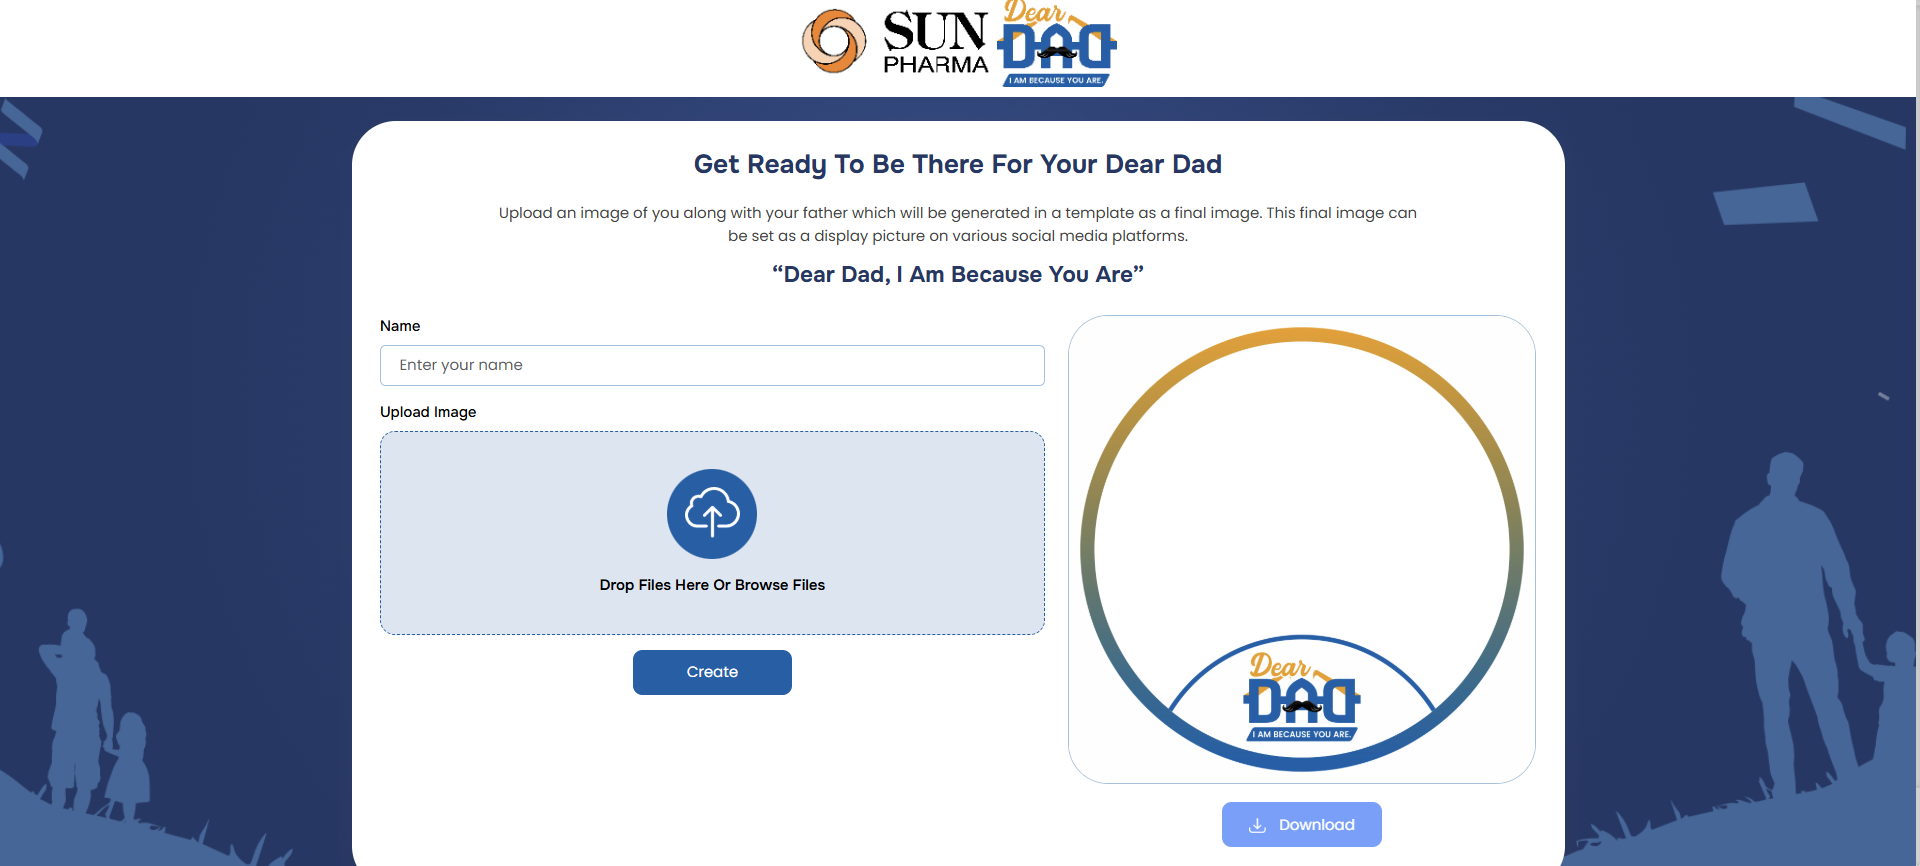 SUN
PHARMA
Dear
DAD
I AM BECAUSE YOU ARE.
Get Ready To Be There For Your Dear Dad
Upload an image of you along with your father which will be generated in a template as a final image. This final image can
be set as a display picture on various social media platforms.
“Dear Dad, I Am Because You Are”
Name
Enter your name
Upload Image
Drop Files Here Or Browse Files
Create
Dear
DAD
I AM BECAUSE YOU ARE.
Download